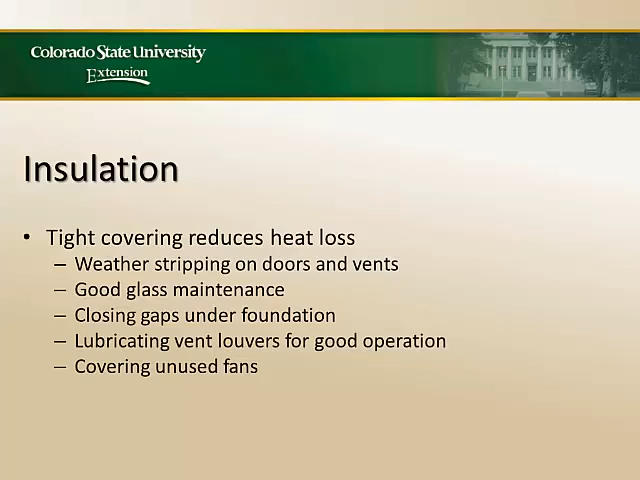 Colorado State University
Extension
Insulation
• Tight covering reduces heat loss
– Weather stripping on doors and vents
– Good glass maintenance
– Closing gaps under foundation
– Lubricating vent louvers for good operation
– Covering unused fans